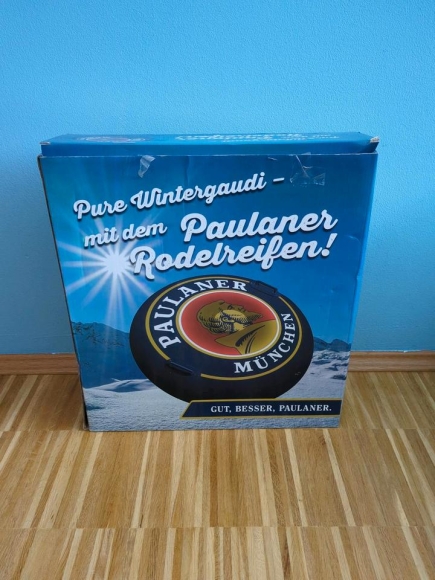 Pure Wintergaudi –
mit dem Paulaner
Rodelreifen!
PAULANER
MÜNCHEN
GUT, BESSER, PAULANER.